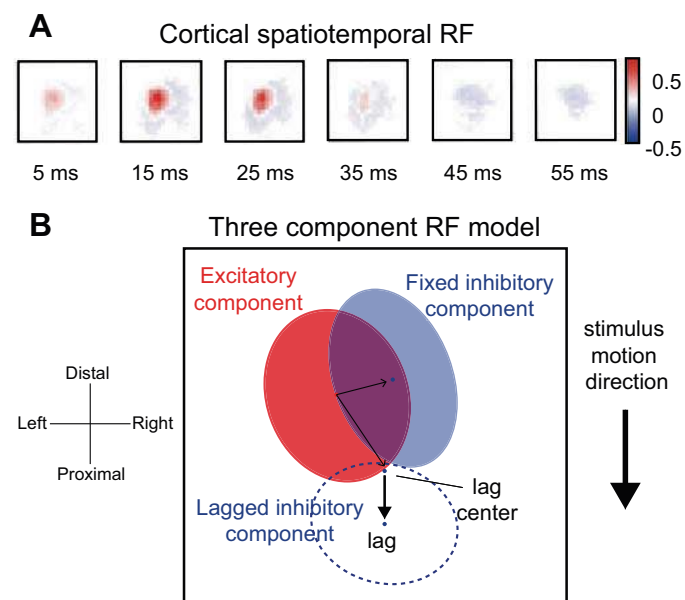 A
Cortical spatiotemporal RF
0.5
0
-0.5
5 ms 15 ms 25 ms 35 ms 45 ms 55 ms
B
Three component RF model
Excitatory
component
Fixed inhibitory
component
stimulus
motion
direction
Distal
Left Right
Proximal
Lagged inhibitory
component
lag
center
lag